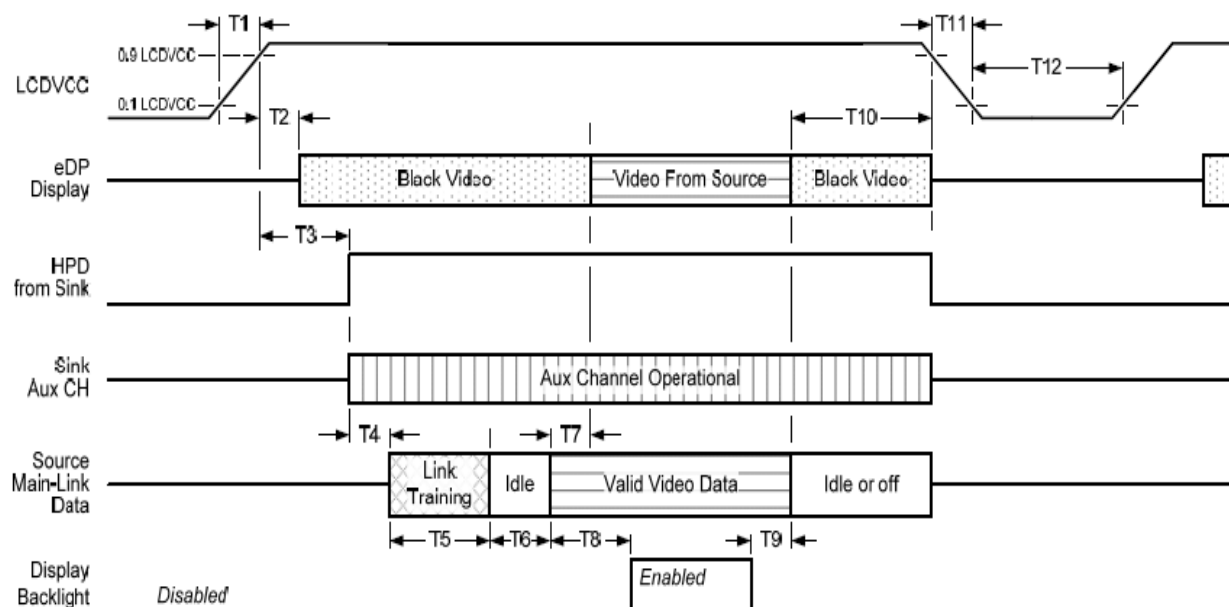 T1
T11
0.9 LCDVCC
LCDVCC
T12
0.1 LCDVCC
T2
T10
eDP
Display
Black Video
Video From Source
Black Video
T3
HPD
from Sink
Sink
Aux CH
Aux Channel Operational
T4
T7
Source
Main-Link
Data
Link
Training
Idle
Valid Video Data
Idle or off
T5
T6
T8
T9
Display
Backlight
Disabled
Enabled